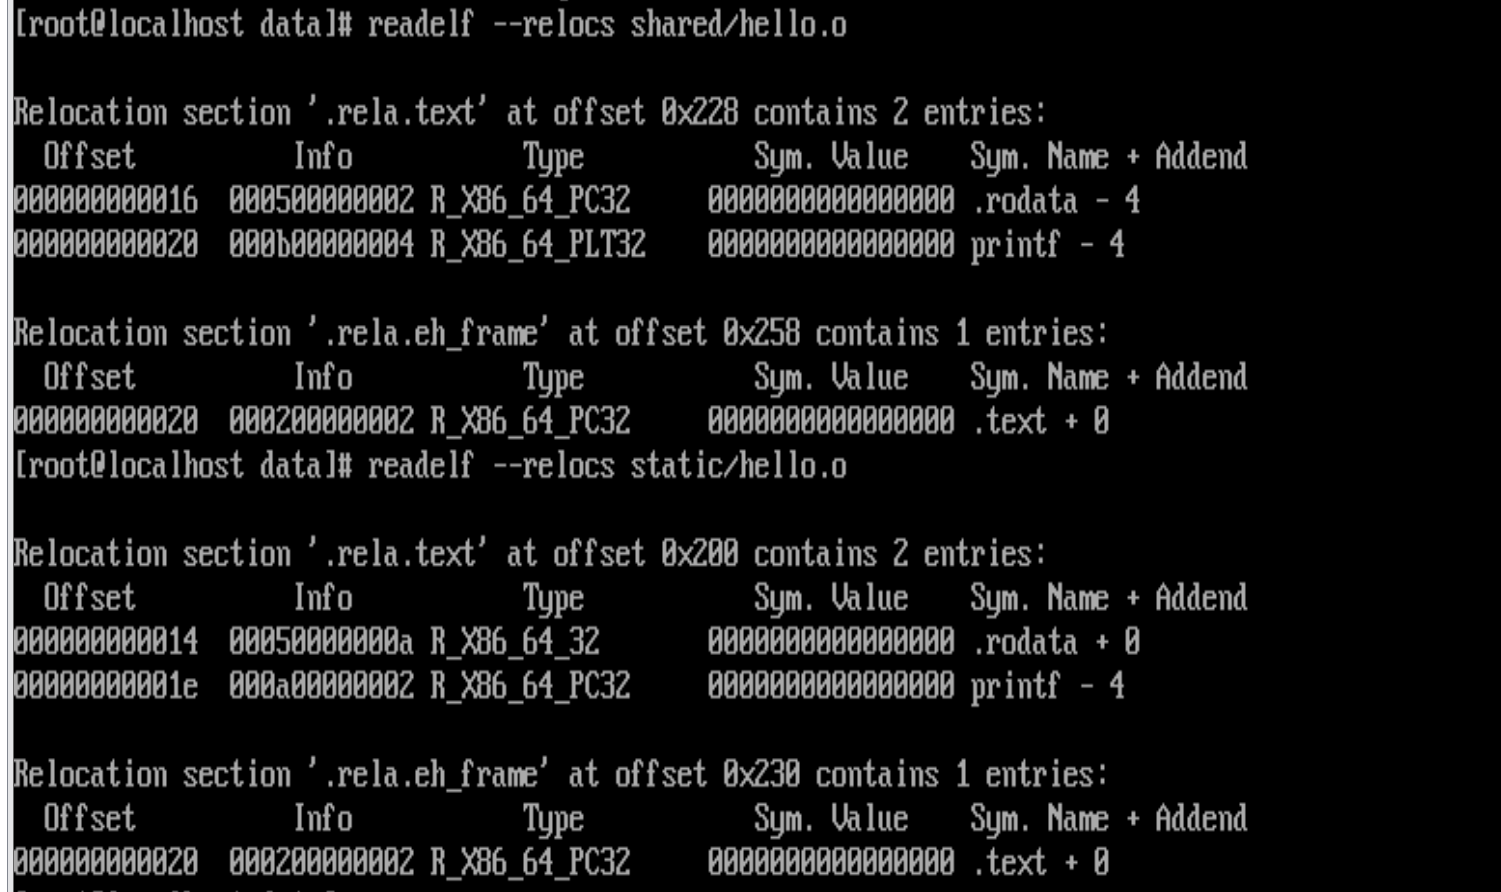 [root@localhost data]# readelf --relocs shared/hello.o
Relocation section '.rela.text' at offset 0x228 contains 2 entries:
  Offset          Info           Type           Sym. Value    Sym. Name + Addend
000000000016  000500000002 R_X86_64_PC32     0000000000000000 .rodata - 4
000000000020  000b00000004 R_X86_64_PLT32    0000000000000000 printf - 4
Relocation section '.rela.eh_frame' at offset 0x258 contains 1 entries:
  Offset          Info           Type           Sym. Value    Sym. Name + Addend
000000000020  000200000002 R_X86_64_PC32     0000000000000000 .text + 0
[root@localhost data]# readelf --relocs static/hello.o
Relocation section '.rela.text' at offset 0x200 contains 2 entries:
  Offset          Info           Type           Sym. Value    Sym. Name + Addend
000000000014  00050000000a R_X86_64_32       0000000000000000 .rodata + 0
00000000001e  000a00000002 R_X86_64_PC32     0000000000000000 printf - 4
Relocation section '.rela.eh_frame' at offset 0x230 contains 1 entries:
  Offset          Info           Type           Sym. Value    Sym. Name + Addend
000000000020  000200000002 R_X86_64_PC32     0000000000000000 .text + 0